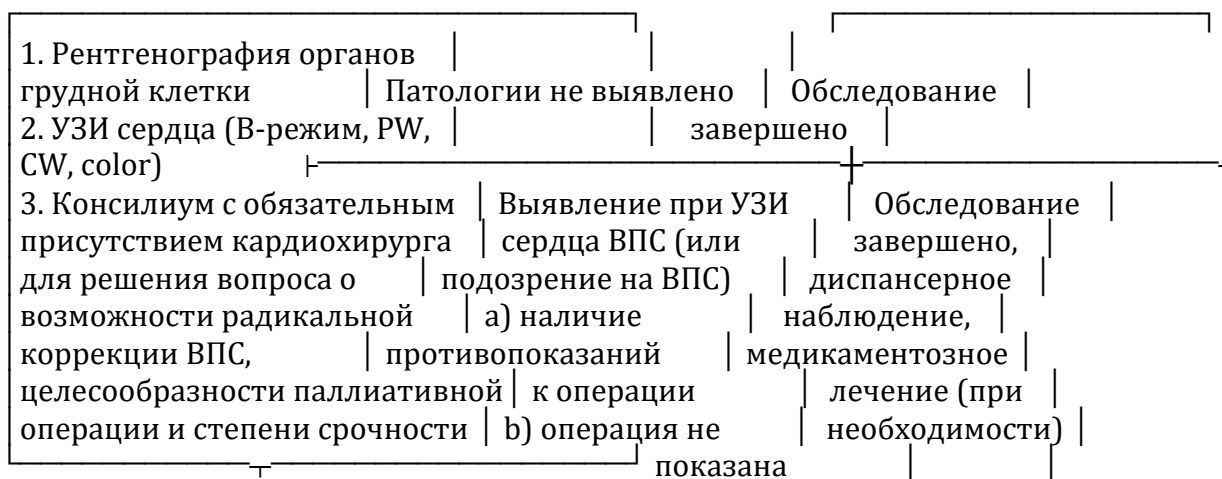 1. Рентгенография органов
грудной клетки Патологии не выявлено Обследование
2. УЗИ сердца (В-режим, PW, завершено
CW, color)
3. Консилиум с обязательным Выявление при УЗИ Обследование
присутствием кардиохирурга сердца ВПС (или завершено,
для решения вопроса о подозрение на ВПС) диспансерное
возможности радикальной а) наличие наблюдение,
коррекции ВПС, противопоказаний медикаментозное
целесообразности паллиативной к операции лечение (при
операции и степени срочности b) операция не необходимости)
показана